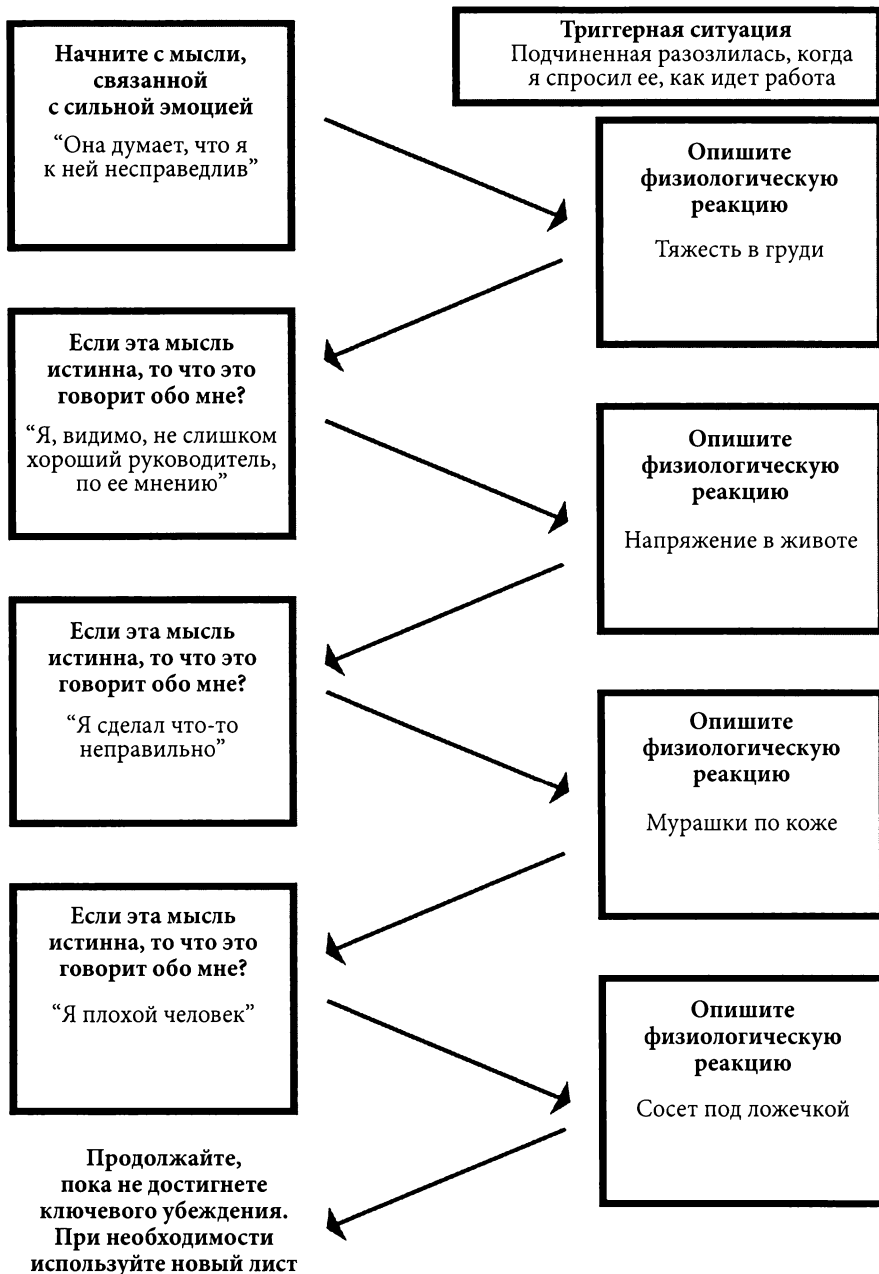 Триггерная ситуация
Подчиненная разозлилась, когда
я спросил ее, как идет работа
Начните с мысли,
связанной
с сильной эмоцией
“Она думает, что я
к ней несправедлив”
Опишите
физиологическую
реакцию
Тяжесть в груди
Если эта мысль
истинна, то что это
говорит обо мне?
“Я, видимо, не слишком
хороший руководитель,
по ее мнению”
Опишите
физиологическую
реакцию
Напряжение в животе
Если эта мысль
истинна, то что это
говорит обо мне?
“Я сделал что-то
неправильно”
Опишите
физиологическую
реакцию
Мурашки по коже
Если эта мысль
истинна, то что это
говорит обо мне?
“Я плохой человек”
Опишите
физиологическую
реакцию
Сосет под ложечкой
Продолжайте,
пока не достигнете
ключевого убеждения.
При необходимости
используйте новый лист